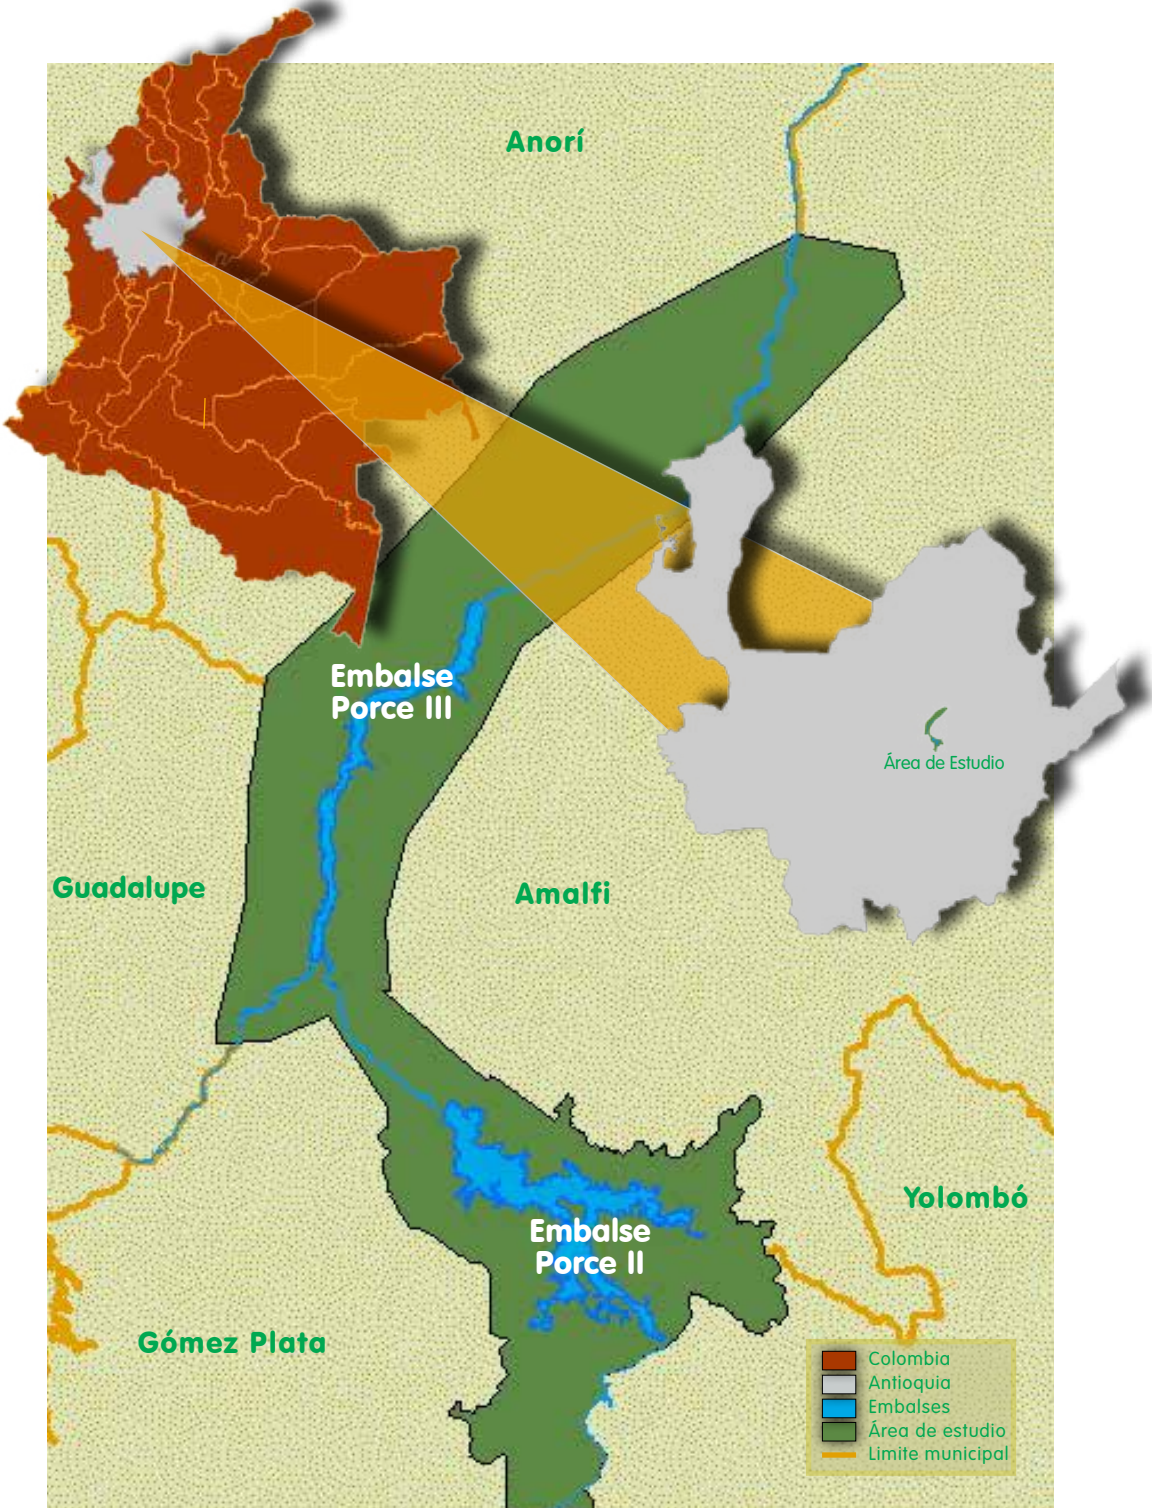 Anorí
Embalse
Porce III
Área de Estudio
Guadalupe
Amalfi
Yolombó
Embalse
Porce II
Gómez Plata
Colombia
Antioquia
Embalses
Área de estudio
Limite municipal